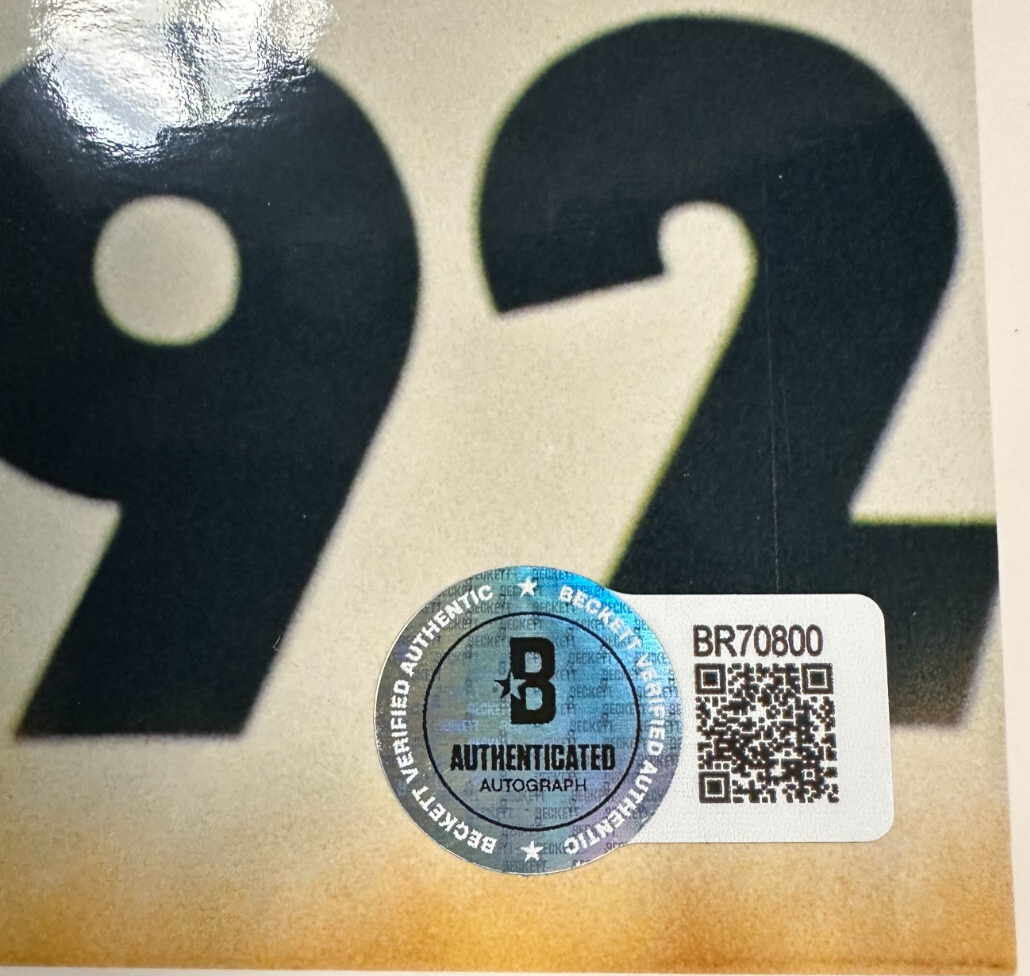 92
BECKETT VERIFIED AUTHENTIC ★ BECKETT VERIFIED AUTHENTIC ★
B
AUTHENTICATED
AUTOGRAPH
BR70800